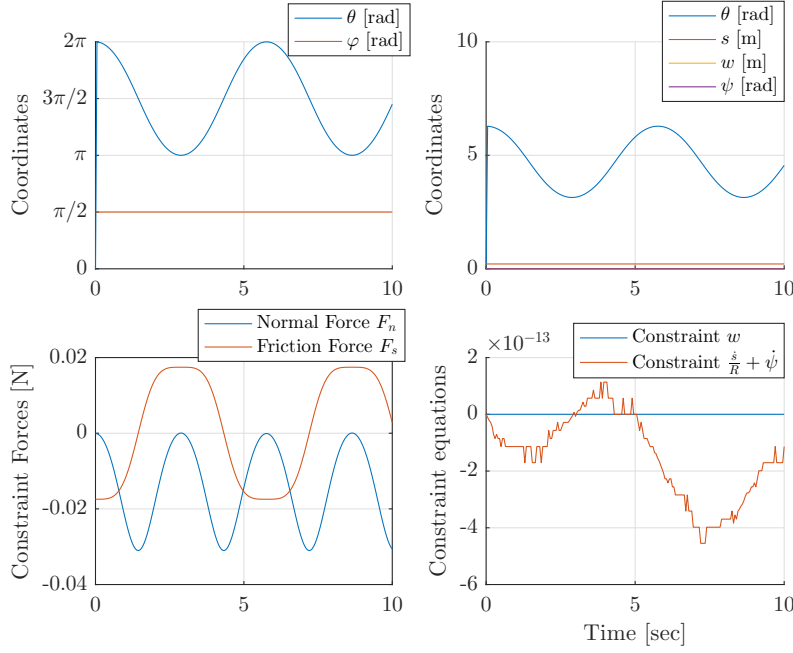 θ [rad]
φ [rad]
2π
3π/2
π
π/2
0
0
5
10
Coordinates
θ [rad]
s [m]
w [m]
ψ [rad]
10
5
0
0
5
10
Coordinates
Normal Force Fₙ
Friction Force Fₛ
0.02
0
-0.02
-0.04
0
5
10
Constraint Forces [N]
×10⁻¹³
Constraint w
Constraint ṡ/R + ψ̇
2
0
-2
-4
-6
0
5
10
Constraint equations
Time [sec]